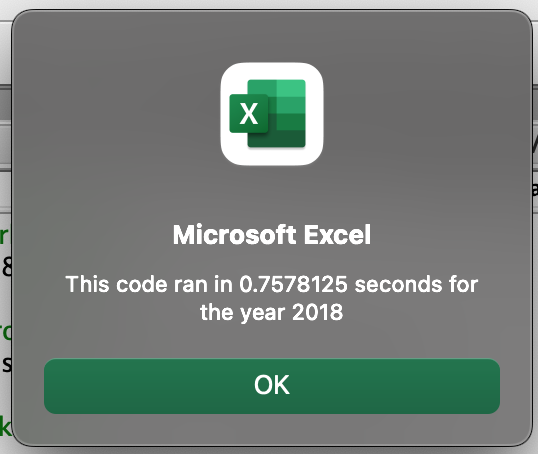 X
Microsoft Excel
This code ran in 0.7578125 seconds for
the year 2018
OK